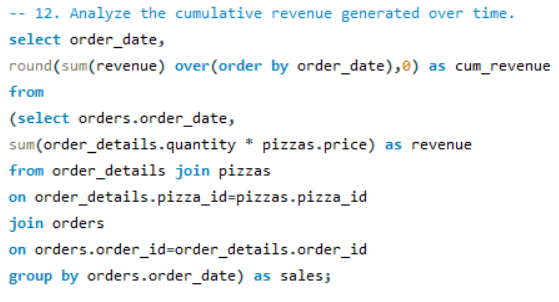 -- 12. Analyze the cumulative revenue generated over time.
select order_date,
round(sum(revenue) over(order by order_date),0) as cum_revenue
from
(select orders.order_date,
sum(order_details.quantity * pizzas.price) as revenue
from order_details join pizzas
on order_details.pizza_id=pizzas.pizza_id
join orders
on orders.order_id=order_details.order_id
group by orders.order_date) as sales;